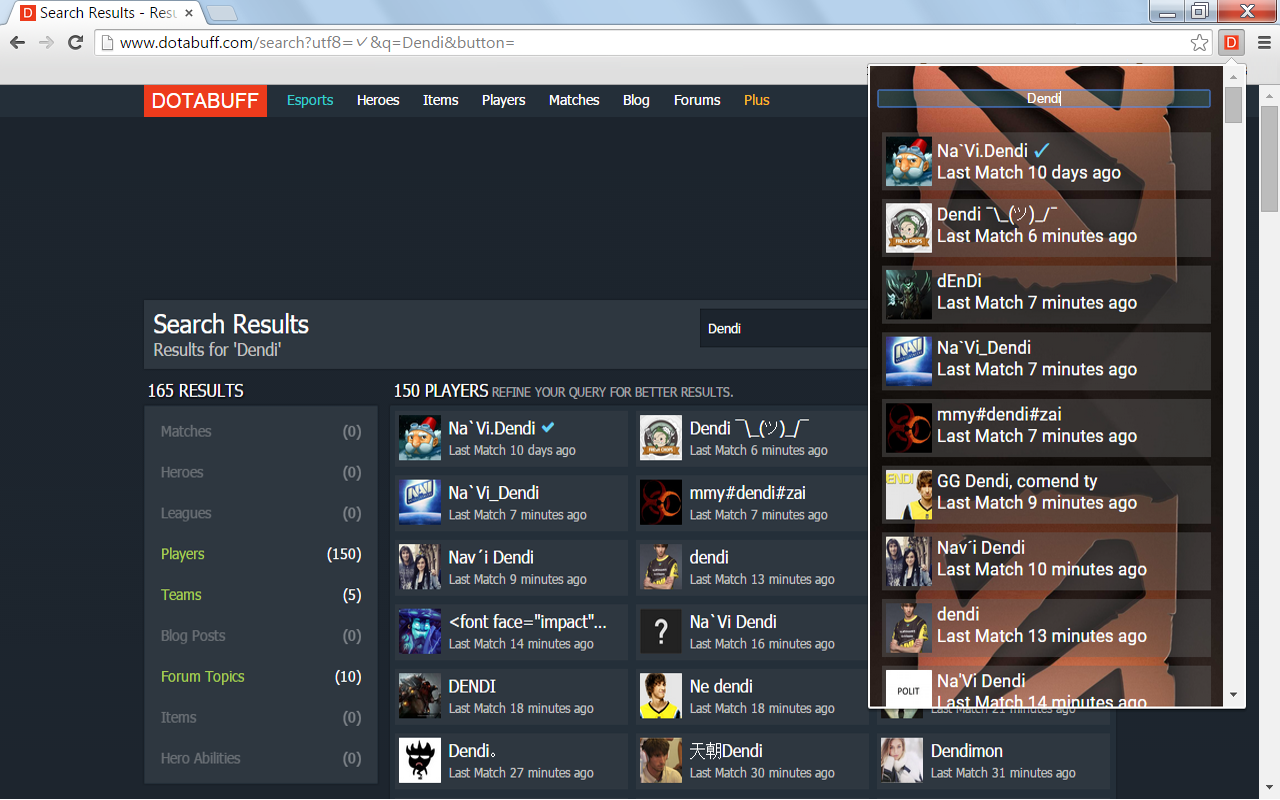 Search Results - Res
www.dotabuff.com/search?utf8=✓&q=Dendi&button=
DOTABUFF Esports Heroes Items Players Matches Blog Forums Plus
Search Results
Results for 'Dendi'
Dendi
165 RESULTS
Matches (0)
Heroes (0)
Leagues (0)
Players (150)
Teams (5)
Blog Posts (0)
Forum Topics (10)
Items (0)
Hero Abilities (0)
150 PLAYERS REFINE YOUR QUERY FOR BETTER RESULTS.
Na`Vi.Dendi
Last Match 10 days ago
Dendi ¯\_(ツ)_/¯
Last Match 6 minutes ago
Na`Vi_Dendi
Last Match 7 minutes ago
mmy#dendi#zai
Last Match 7 minutes ago
Nav´i Dendi
Last Match 9 minutes ago
dendi
Last Match 13 minutes ago
<font face="impact"...
Last Match 14 minutes ago
?
Na`Vi Dendi
Last Match 16 minutes ago
DENDI
Last Match 18 minutes ago
Ne dendi
Last Match 18 minutes ago
Last Match 21 minutes ago
Dendi。
Last Match 27 minutes ago
天朝Dendi
Last Match 30 minutes ago
Dendimon
Last Match 31 minutes ago
D
Dendi
Na`Vi.Dendi ✓
Last Match 10 days ago
Dendi ¯\_(ツ)_/¯
Last Match 6 minutes ago
dEnDi
Last Match 7 minutes ago
NAVI
Na`Vi_Dendi
Last Match 7 minutes ago
mmy#dendi#zai
Last Match 7 minutes ago
GG Dendi, comend ty
Last Match 9 minutes ago
Nav´i Dendi
Last Match 10 minutes ago
dendi
Last Match 13 minutes ago
POLIT
Na'Vi Dendi
Last Match 14 minutes ago